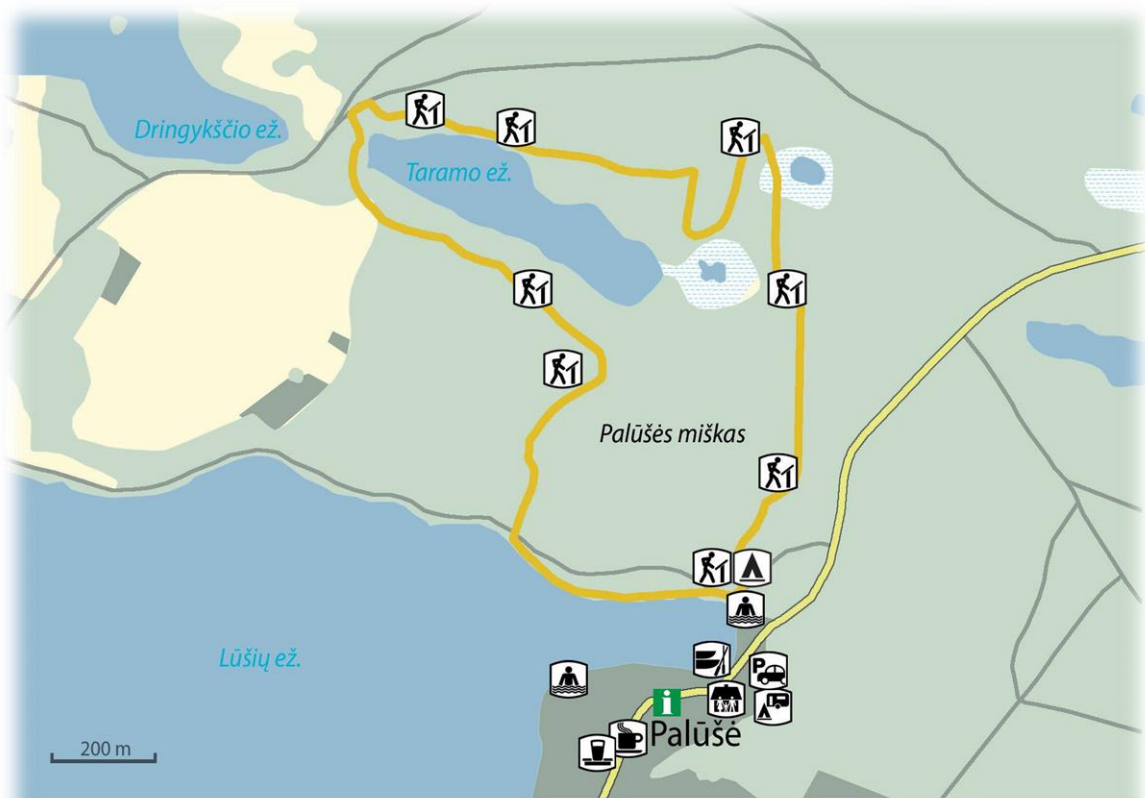 Dringykščio ež.
Taramo ež.
Palūšės miškas
Lūšių ež.
P
i
Palūšė
200 m